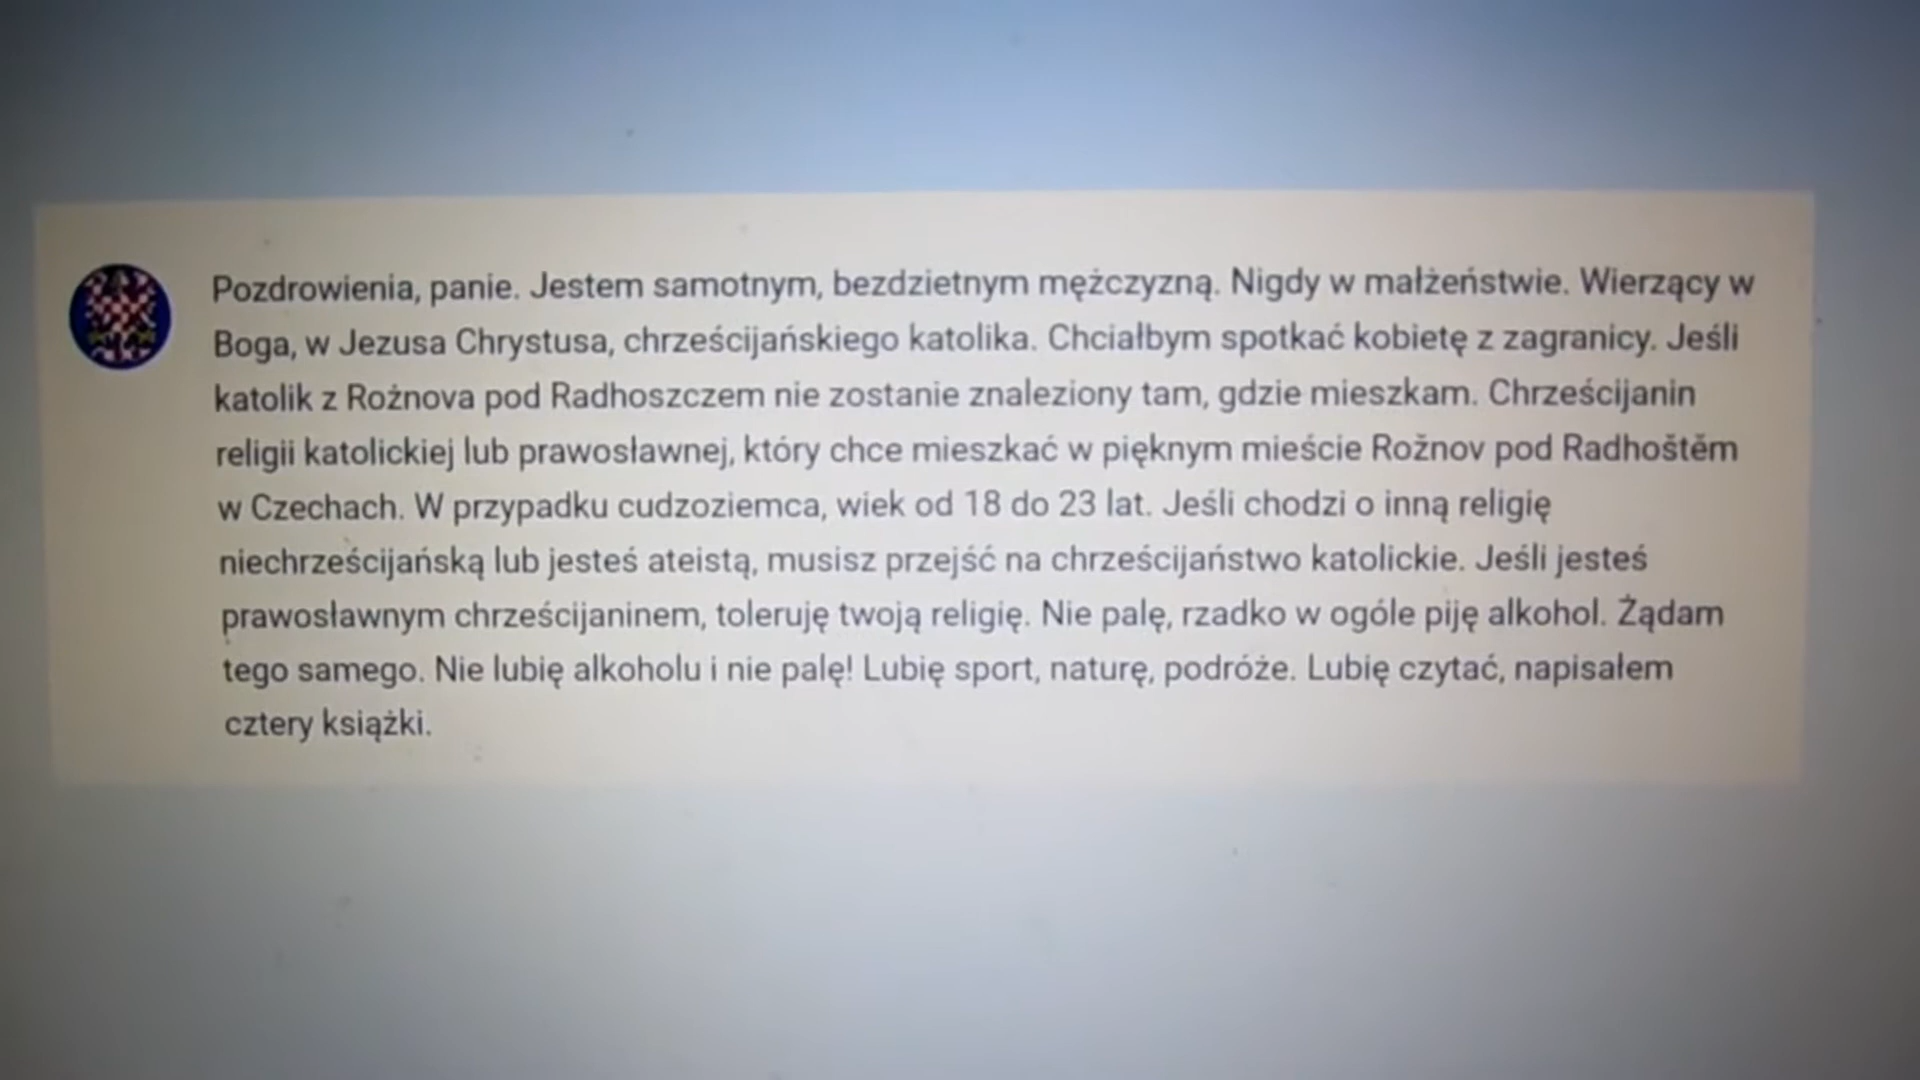 Pozdrowienia, panie. Jestem samotnym, bezdzietnym mężczyzną. Nigdy w małżeństwie. Wierzący w
Boga, w Jezusa Chrystusa, chrześcijańskiego katolika. Chciałbym spotkać kobietę z zagranicy. Jeśli
katolik z Rożnova pod Radhoszczem nie zostanie znaleziony tam, gdzie mieszkam. Chrześcijanin
religii katolickiej lub prawosławnej, który chce mieszkać w pięknym mieście Rožnov pod Radhoštěm
w Czechach. W przypadku cudzoziemca, wiek od 18 do 23 lat. Jeśli chodzi o inną religię
niechrześcijańską lub jesteś ateistą, musisz przejść na chrześcijaństwo katolickie. Jeśli jesteś
prawosławnym chrześcijaninem, toleruję twoją religię. Nie palę, rzadko w ogóle piję alkohol. Żądam
tego samego. Nie lubię alkoholu i nie palę! Lubię sport, naturę, podróże. Lubię czytać, napisałem
cztery książki.